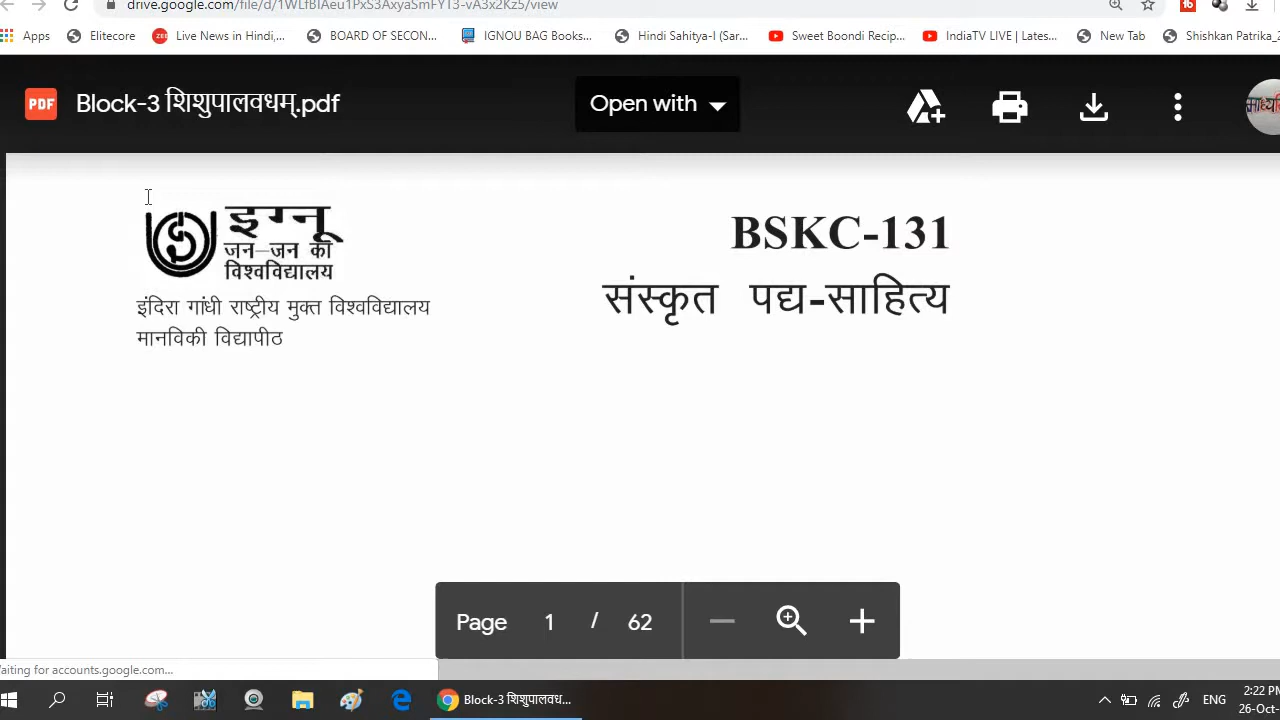 drive.google.com/file/d/1WLfBIAeu1PxS3AxyaSmFYT3-vA3x2Kz5/view
Apps Elitecore Live News in Hindi,... BOARD OF SECON... IGNOU BAG Books... Hindi Sahitya-I (Sar... Sweet Boondi Recip... IndiaTV LIVE | Lates... New Tab Shishkan Patrika_2
PDF Block-3 शिशुपालवधम्.pdf Open with
इग्नू
जन-जन का
विश्वविद्यालय
इंदिरा गांधी राष्ट्रीय मुक्त विश्वविद्यालय
मानविकी विद्यापीठ
BSKC-131
संस्कृत पद्य-साहित्य
Page 1 / 62
aiting for accounts.google.com...
Block-3 शिशुपालवध... ENG 2:22 PM
26-Oct-